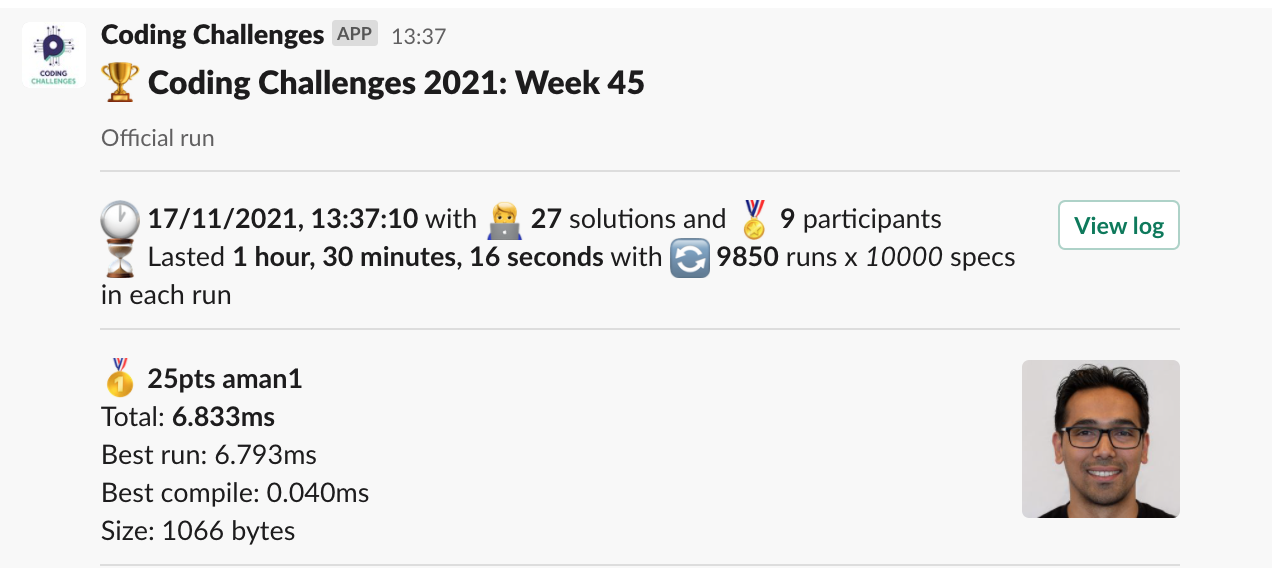 Coding Challenges APP 13:37
CODING
CHALLENGES
Coding Challenges 2021: Week 45
Official run
17/11/2021, 13:37:10 with 27 solutions and 9 participants
View log
Lasted 1 hour, 30 minutes, 16 seconds with 9850 runs x 10000 specs
in each run
1 25pts aman1
Total: 6.833ms
Best run: 6.793ms
Best compile: 0.040ms
Size: 1066 bytes